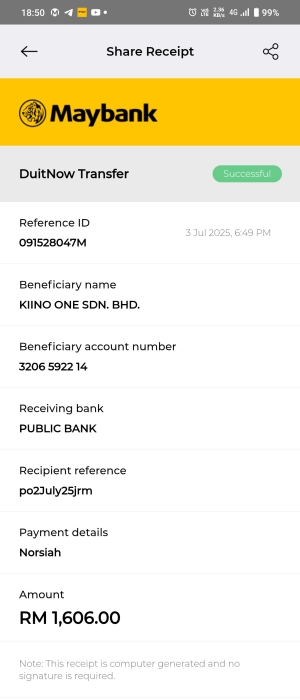 18:50
VoLTE 2.36 KB/s 4G 99%
Share Receipt
Maybank
DuitNow Transfer
Successful
Reference ID
091528047M
3 Jul 2025, 6:49 PM
Beneficiary name
KIINO ONE SDN. BHD.
Beneficiary account number
3206 5922 14
Receiving bank
PUBLIC BANK
Recipient reference
po2July25jrm
Payment details
Norsiah
Amount
RM 1,606.00
Note: This receipt is computer generated and no
signature is required.